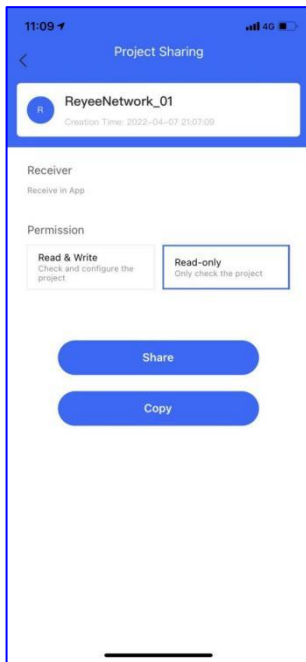 11:09
4G
Project Sharing
R
ReyeeNetwork_01
Creation Time: 2022-04-07 21:07:09
Receiver
Receive in App
Permission
Read & Write
Check and configure the
project
Read-only
Only check the project
Share
Copy